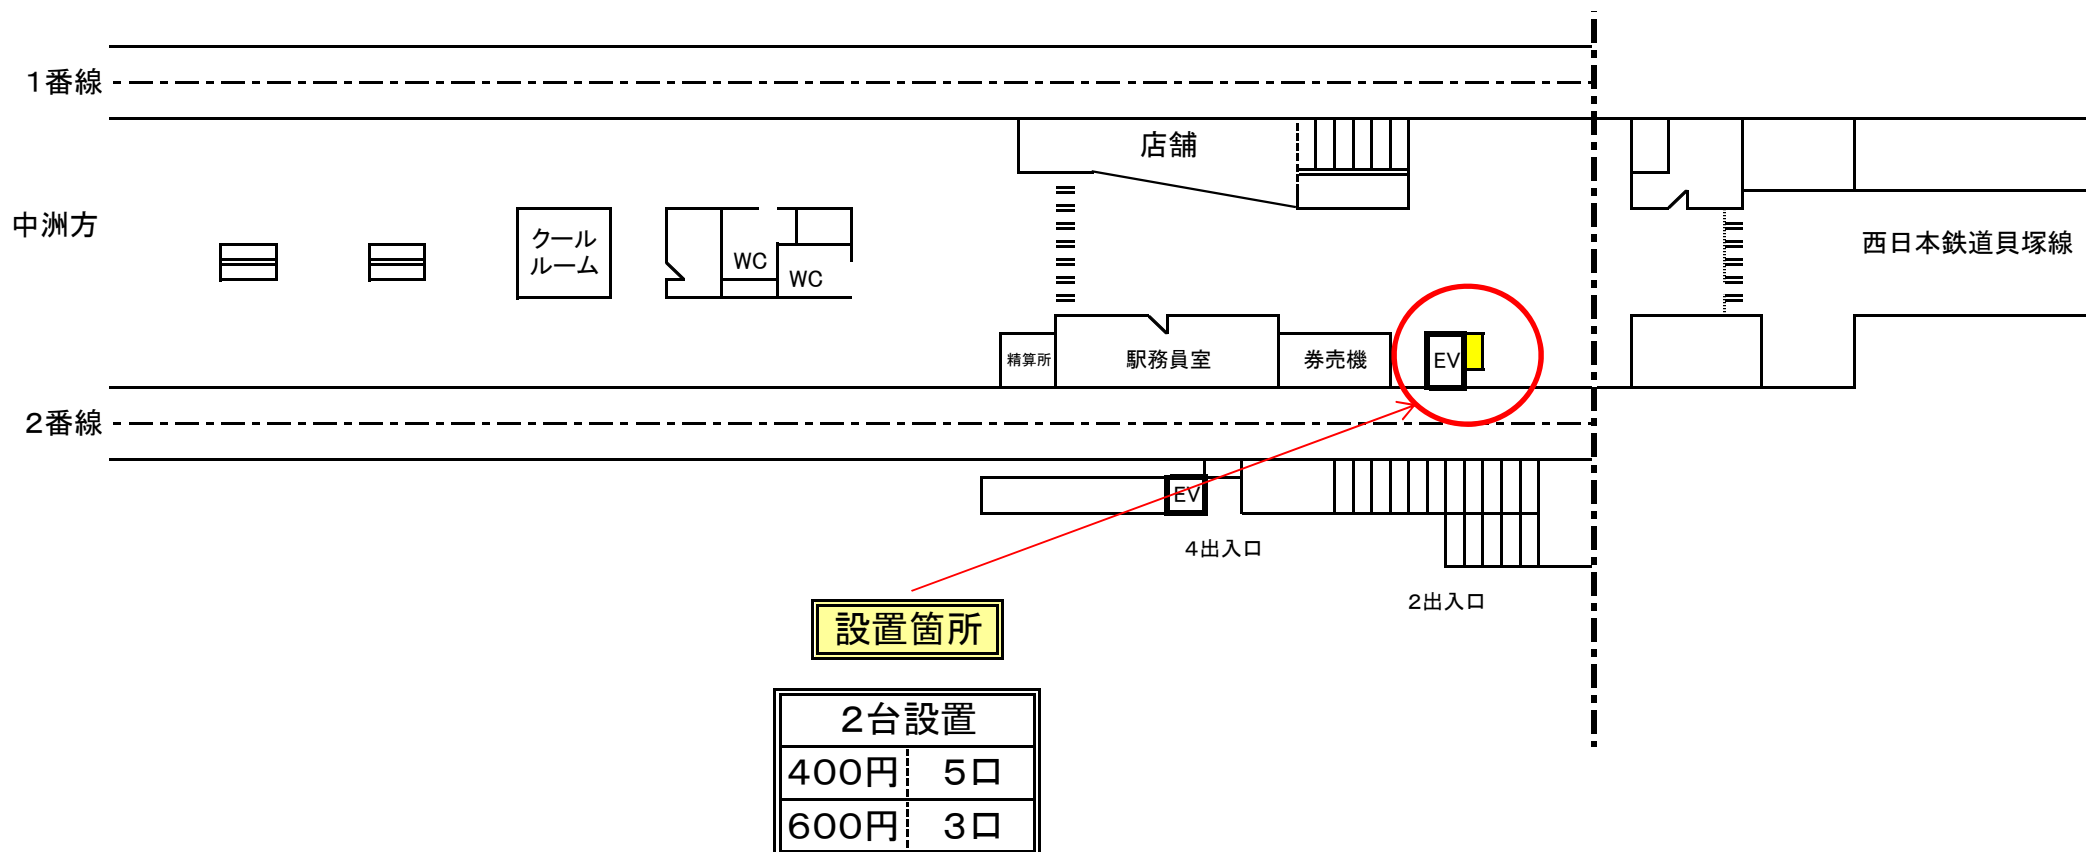 1番線
店舗
中洲方
クール
ルーム
WC
WC
西日本鉄道貝塚線
精算所
駅務員室
券売機
EV
2番線
EV
4出入口
2出入口
設置箇所
2台設置
400円 5口
600円 3口